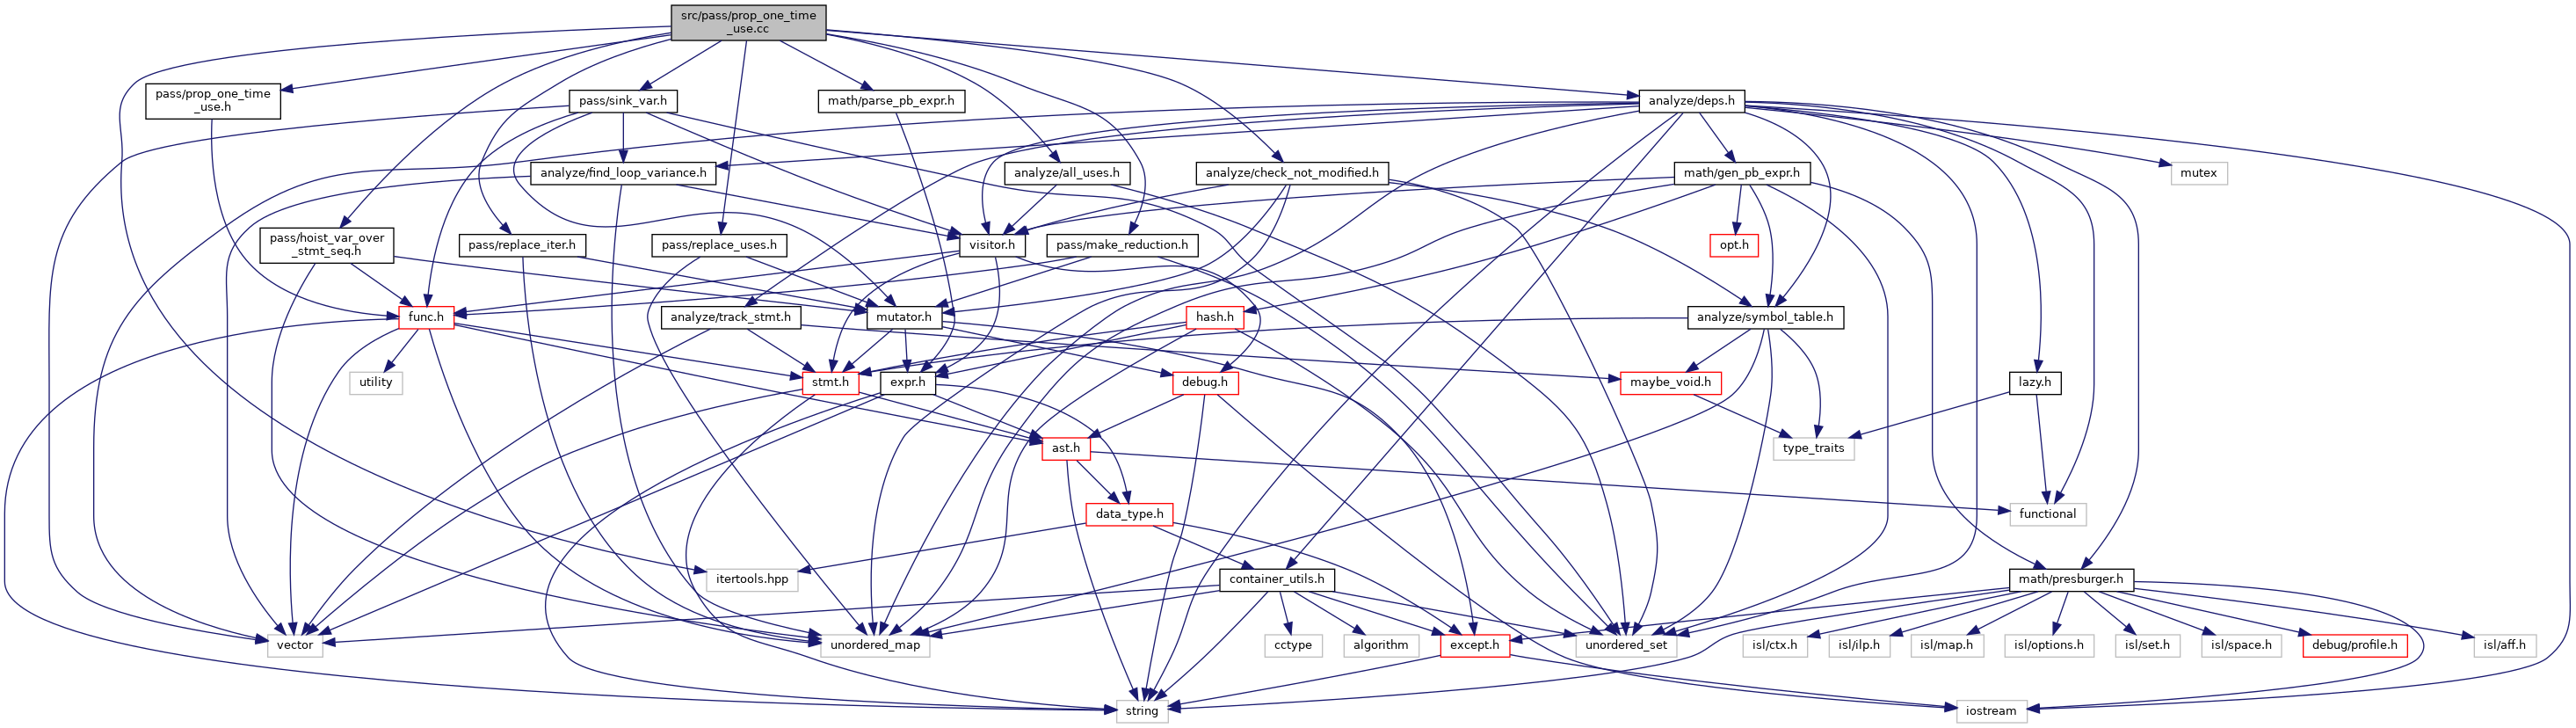 src/pass/prop_one_time
_use.cc
pass/prop_one_time
_use.h
pass/sink_var.h
math/parse_pb_expr.h
analyze/deps.h
analyze/find_loop_variance.h
analyze/all_uses.h
analyze/check_not_modified.h
math/gen_pb_expr.h
mutex
pass/hoist_var_over
_stmt_seq.h
pass/replace_iter.h
pass/replace_uses.h
visitor.h
pass/make_reduction.h
opt.h
func.h
analyze/track_stmt.h
mutator.h
hash.h
analyze/symbol_table.h
utility
stmt.h
expr.h
debug.h
maybe_void.h
lazy.h
ast.h
type_traits
data_type.h
functional
itertools.hpp
container_utils.h
math/presburger.h
vector
unordered_map
cctype
algorithm
except.h
unordered_set
isl/ctx.h
isl/ilp.h
isl/map.h
isl/options.h
isl/set.h
isl/space.h
debug/profile.h
isl/aff.h
string
iostream